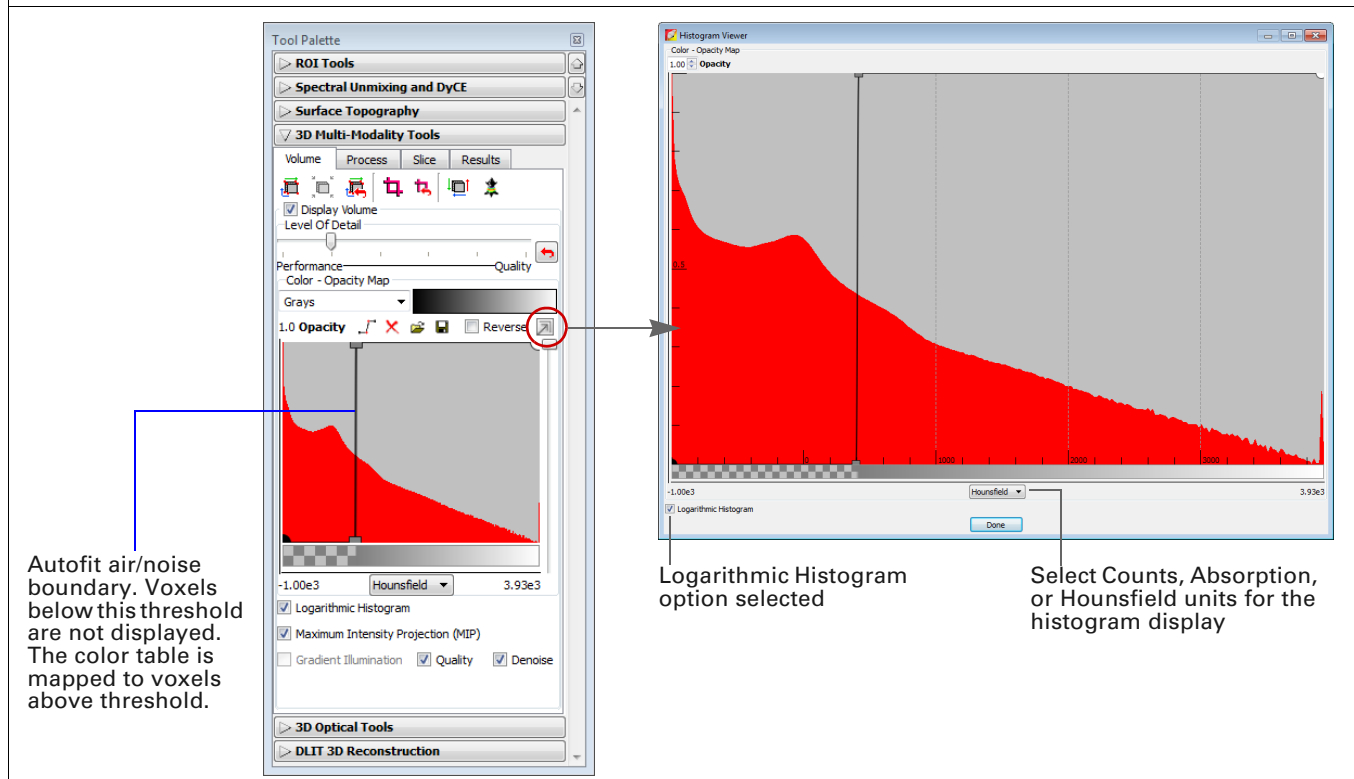 Tool Palette
ROI Tools
Spectral Unmixing and DyCE
Surface Topography
3D Multi-Modality Tools
Volume Process Slice Results
Display Volume
Level Of Detail
Performance Quality
Color - Opacity Map
Grays
1.0 Opacity Reverse
-1.00e3 Hounsfield 3.93e3
Logarithmic Histogram
Maximum Intensity Projection (MIP)
Gradient Illumination Quality Denoise
3D Optical Tools
DLIT 3D Reconstruction
Autofit air/noise
boundary. Voxels
below this threshold
are not displayed.
The color table is
mapped to voxels
above threshold.
Histogram Viewer
Color - Opacity Map
1.00 Opacity
0.5
0 1000 2000 3000
-1.00e3 Hounsfield 3.93e3
Logarithmic Histogram
Done
Logarithmic Histogram
option selected
Select Counts, Absorption,
or Hounsfield units for the
histogram display